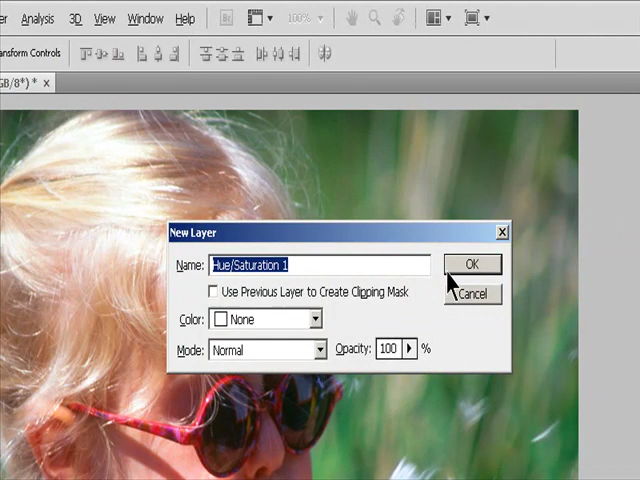 er Analysis 3D View Window Help Br 100%
ansform Controls
GB/8*) * x
New Layer
Name: Hue/Saturation 1 OK
Use Previous Layer to Create Clipping Mask Cancel
Color: None
Mode: Normal Opacity: 100 %